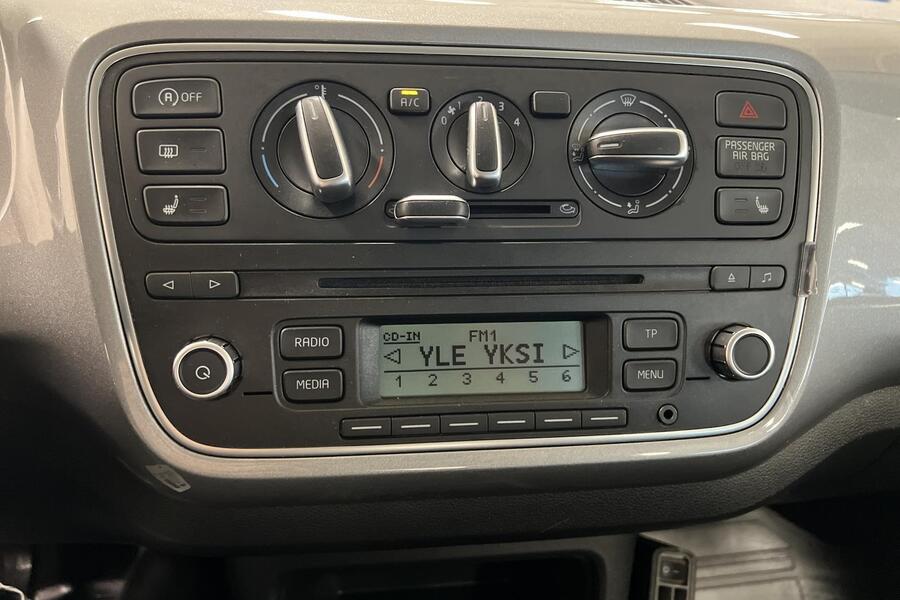 A OFF
A/C
0 1 2 3 4
PASSENGER
AIR BAG
RADIO
MEDIA
CD-IN FM1
YLE YKSI
1 2 3 4 5 6
TP
MENU